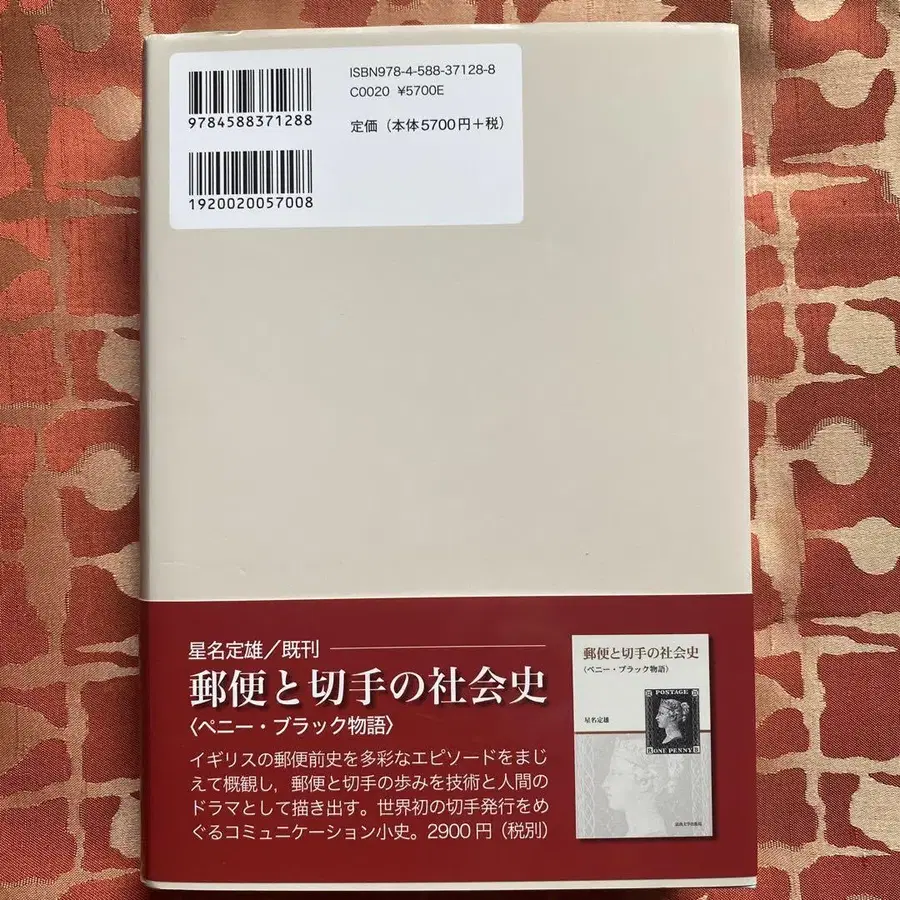 ISBN978-4-588-37128-8
C0020 ¥5700E
定価（本体5700円＋税）
9784588371288
1920020057008
星名定雄／既刊
郵便と切手の社会史
〈ペニー・ブラック物語〉
イギリスの郵便前史を多彩なエピソードをまじ
えて概観し，郵便と切手の歩みを技術と人間の
ドラマとして描き出す。世界初の切手発行をめ
ぐるコミュニケーション小史。2900円（税別）
郵便と切手の社会史
〈ペニー・ブラック物語〉
星名定雄
POSTAGE
ONE PENNY
法政大学出版局